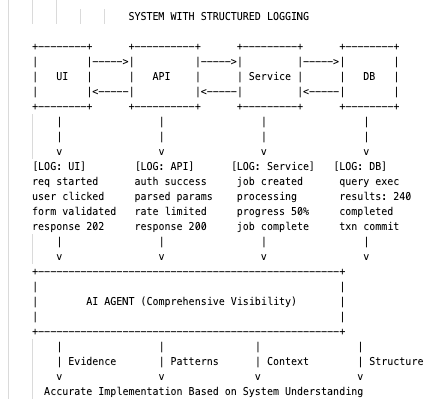 SYSTEM WITH STRUCTURED LOGGING
UI API Service DB
[LOG: UI] [LOG: API] [LOG: Service] [LOG: DB]
req started auth success job created query exec
user clicked parsed params processing results: 240
form validated rate limited progress 50% completed
response 202 response 200 job complete txn commit
AI AGENT (Comprehensive Visibility)
Evidence Patterns Context Structure
Accurate Implementation Based on System Understanding